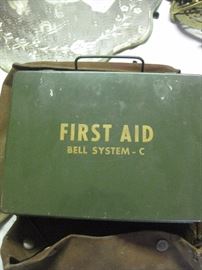 FIRST AID
BELL SYSTEM - C